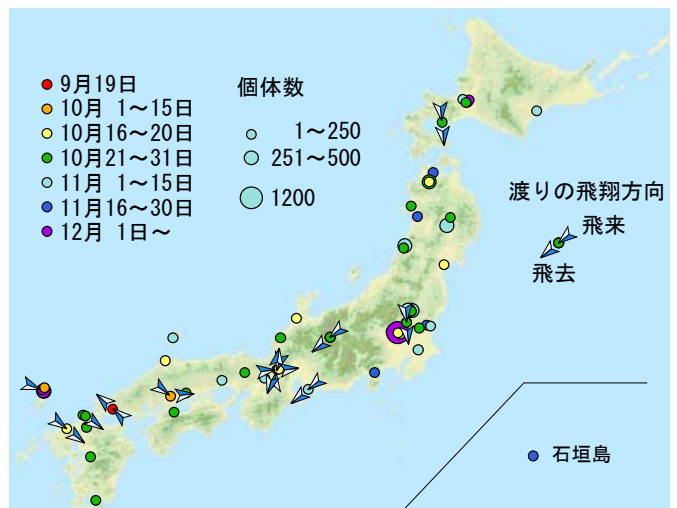 9月19日
10月 1〜15日
10月16〜20日
10月21〜31日
11月 1〜15日
11月16〜30日
12月 1日〜
個体数
1〜250
251〜500
1200
渡りの飛翔方向
飛来
飛去
石垣島